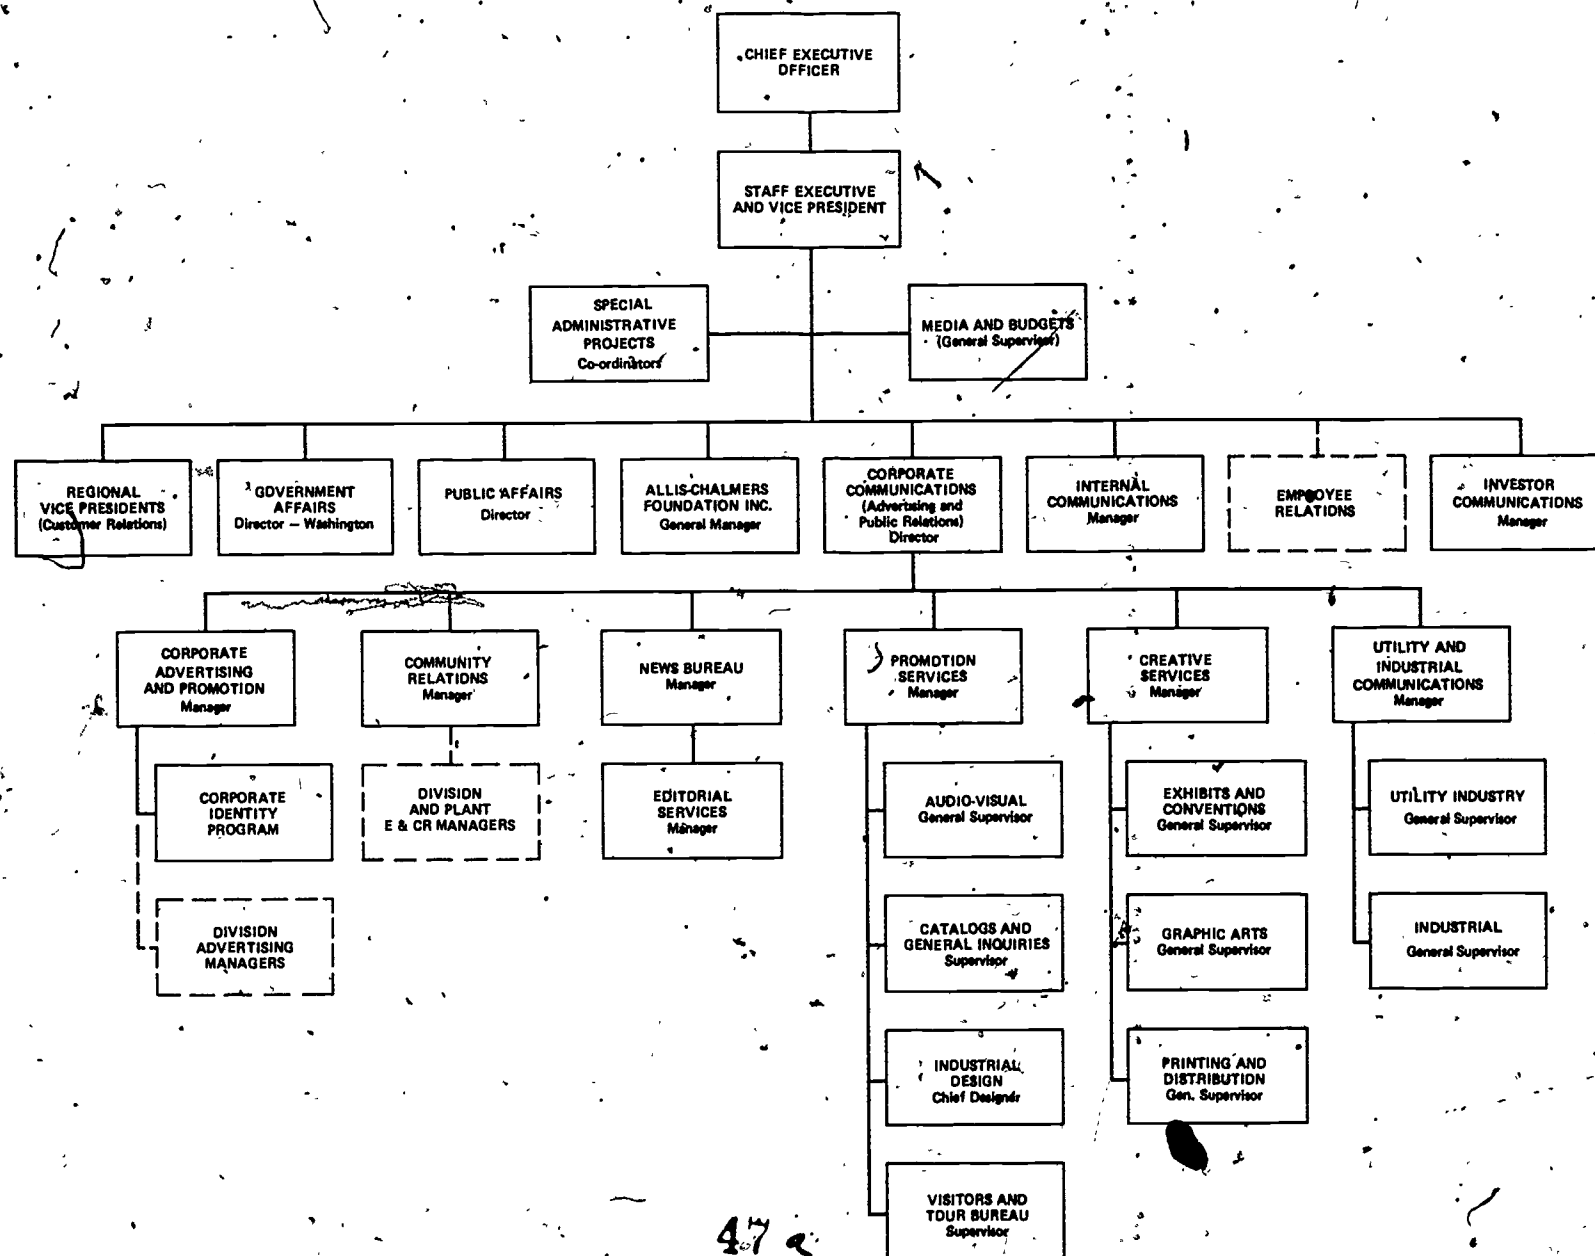 CHIEF EXECUTIVE
OFFICER
STAFF EXECUTIVE
AND VICE PRESIDENT
SPECIAL
ADMINISTRATIVE
PROJECTS
Co-ordinators
MEDIA AND BUDGETS
(General Supervisor)
REGIONAL
VICE PRESIDENTS
(Customer Relations)
GOVERNMENT
AFFAIRS
Director — Washington
PUBLIC AFFAIRS
Director
ALLIS-CHALMERS
FOUNDATION INC.
General Manager
CORPORATE
COMMUNICATIONS
(Advertising and
Public Relations)
Director
INTERNAL
COMMUNICATIONS
Manager
EMPLOYEE
RELATIONS
INVESTOR
COMMUNICATIONS
Manager
CORPORATE
ADVERTISING
AND PROMOTION
Manager
COMMUNITY
RELATIONS
Manager
NEWS BUREAU
Manager
PROMOTION
SERVICES
Manager
CREATIVE
SERVICES
Manager
UTILITY AND
INDUSTRIAL
COMMUNICATIONS
Manager
CORPORATE
IDENTITY
PROGRAM
DIVISION
AND PLANT
E & CR MANAGERS
EDITORIAL
SERVICES
Manager
AUDIO-VISUAL
General Supervisor
EXHIBITS AND
CONVENTIONS
General Supervisor
UTILITY INDUSTRY
General Supervisor
DIVISION
ADVERTISING
MANAGERS
CATALOGS AND
GENERAL INQUIRIES
Supervisor
GRAPHIC ARTS
General Supervisor
INDUSTRIAL
General Supervisor
INDUSTRIAL
DESIGN
Chief Designer
PRINTING AND
DISTRIBUTION
Gen. Supervisor
VISITORS AND
TOUR BUREAU
Supervisor
47